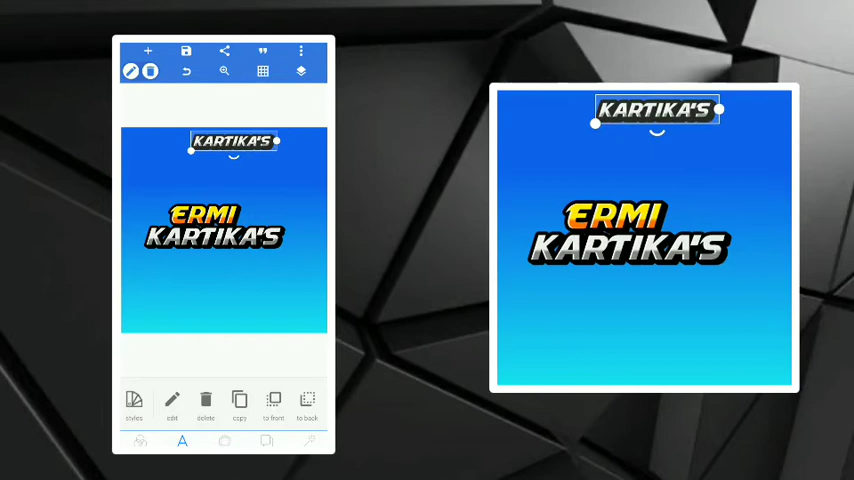 KARTIKA'S
ERMI
KARTIKA'S
styles edit delete copy to front to back
A
KARTIKA'S
ERMI
KARTIKA'S